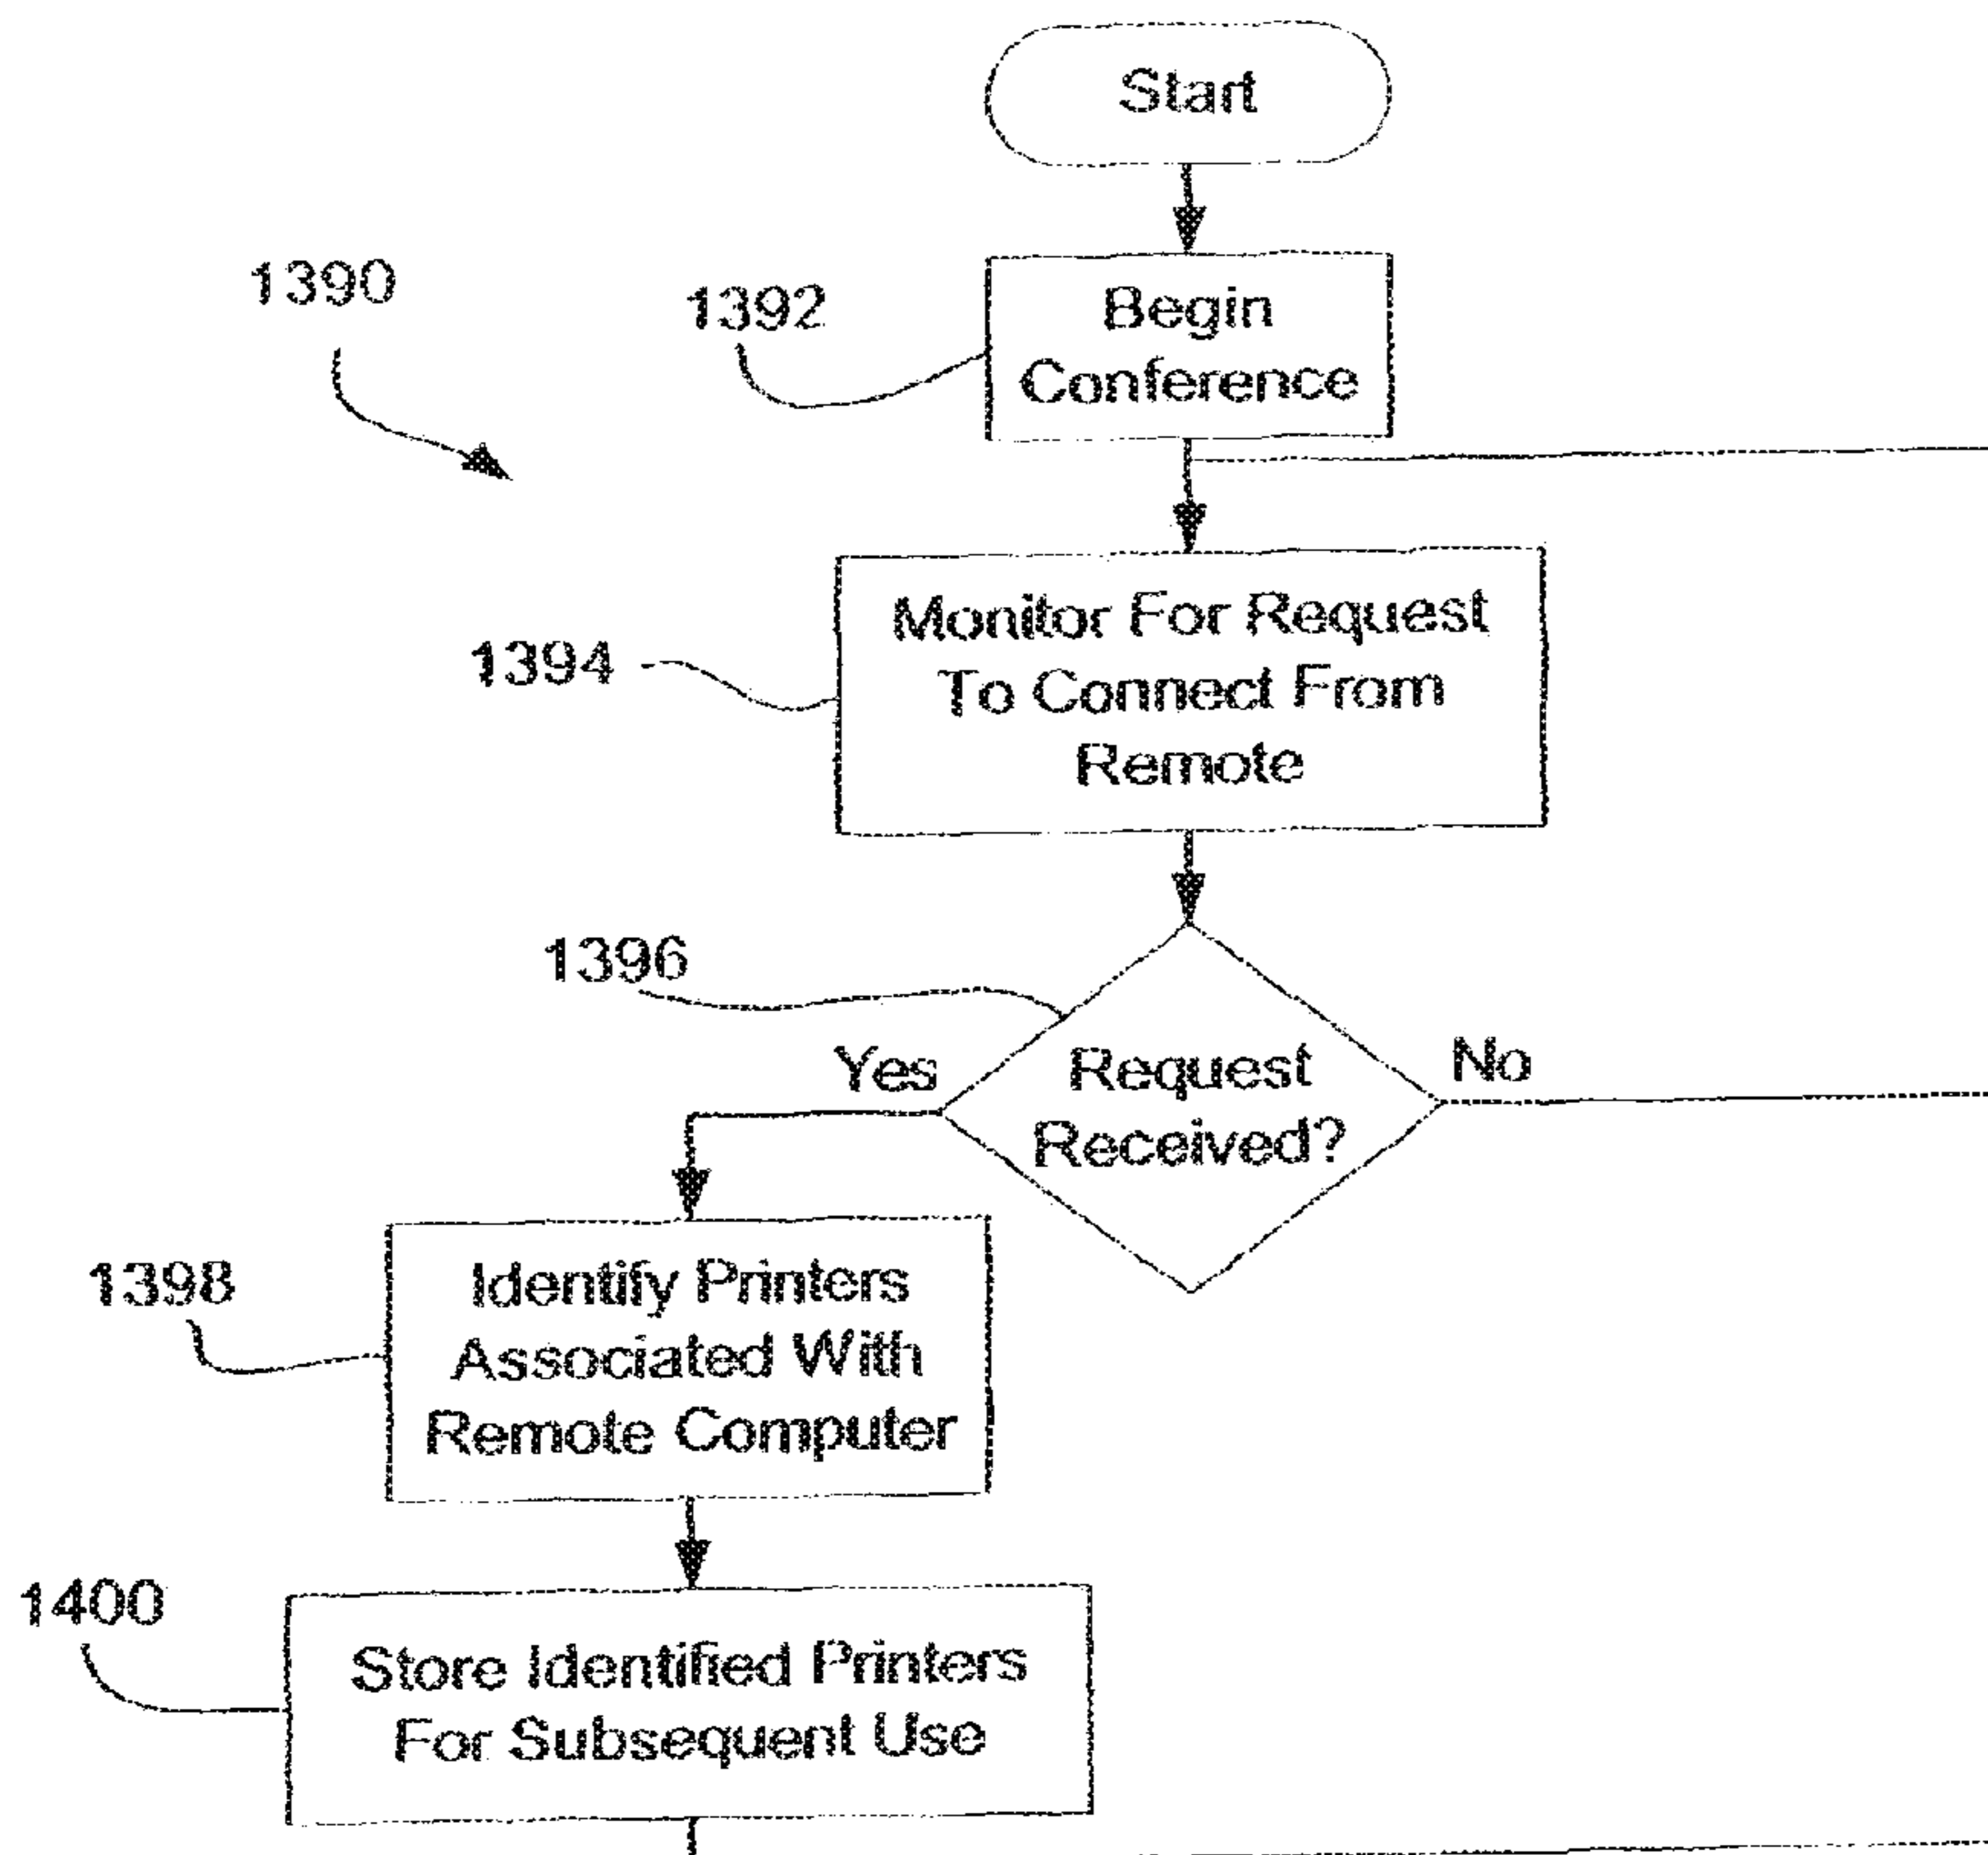 Start
1390
1392
Begin
Conference
1394
Monitor For Request
To Connect From
Remote
1396
Yes
Request
Received?
No
1398
Identify Printers
Associated With
Remote Computer
1400
Store Identified Printers
For Subsequent Use